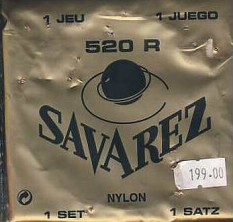 1 JEU 1 JUEGO
520 R
SAVAREZ
199.00
NYLON
1 SET 1 SATZ